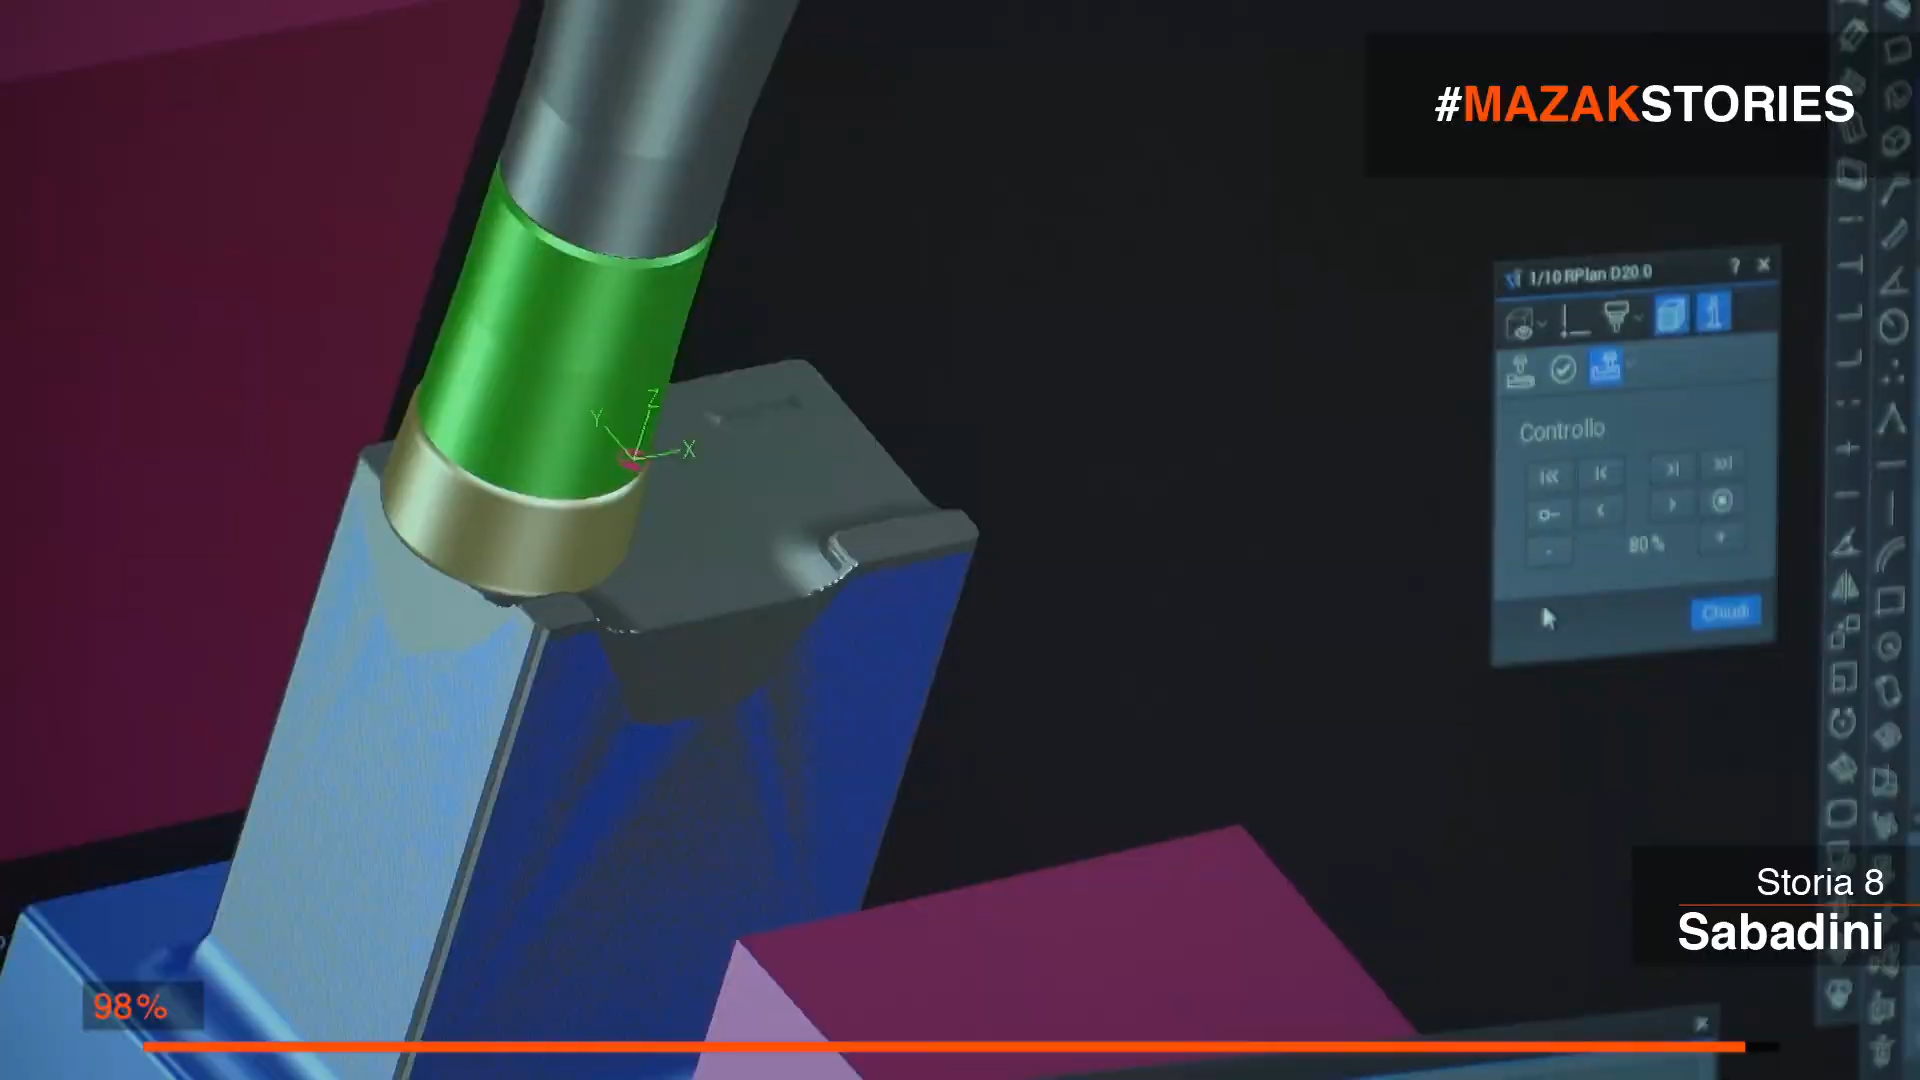 #MAZAKSTORIES
1/10 RPlan D20.0
?
Controllo
80%
Chiudi
Z
Y
X
Storia 8
Sabadini
98%